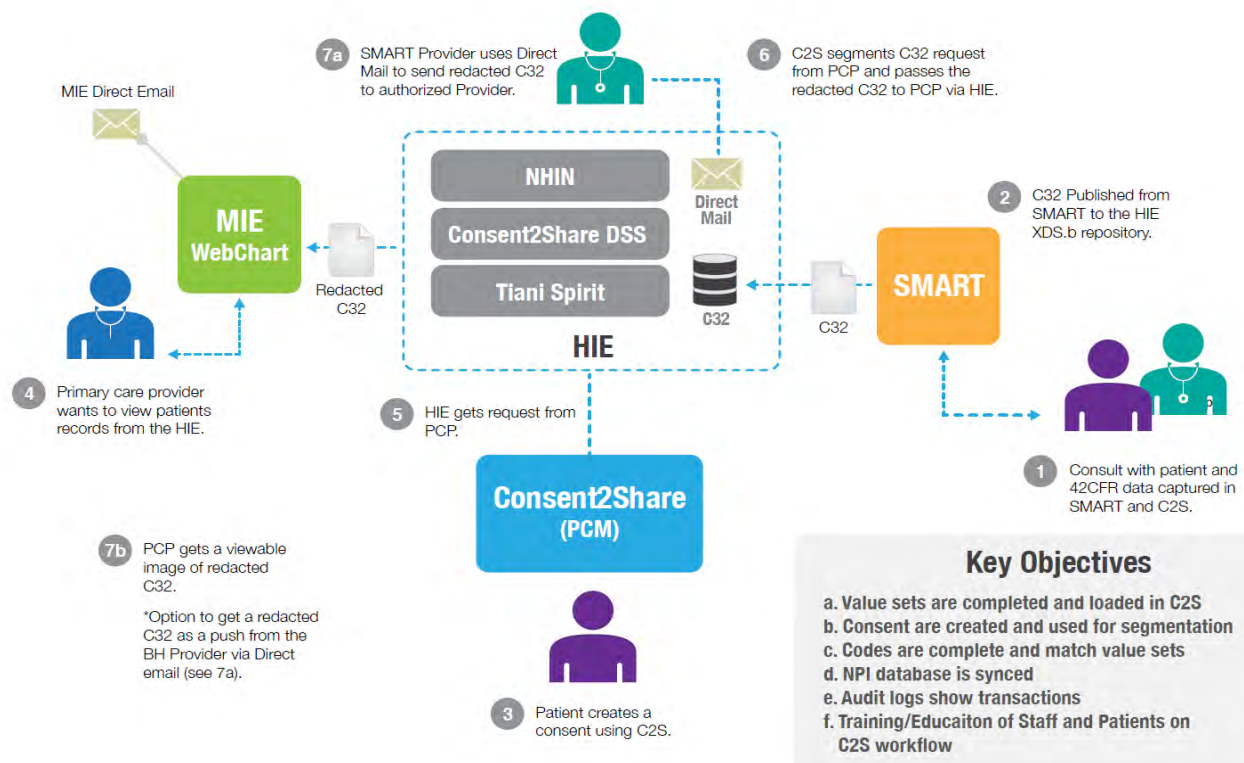 7a
SMART Provider uses Direct
Mail to send redacted C32
to authorized Provider.
6
C2S segments C32 request
from PCP and passes the
redacted C32 to PCP via HIE.
MIE Direct Email
MIE
WebChart
Redacted
C32
NHIN
Consent2Share DSS
Tiani Spirit
HIE
Direct
Mail
C32
C32
SMART
2
C32 Published from
SMART to the HIE
XDS.b repository.
4
Primary care provider
wants to view patients
records from the HIE.
5
HIE gets request from
PCP.
1
Consult with patient and
42CFR data captured in
SMART and C2S.
Consent2Share
(PCM)
7b
PCP gets a viewable
image of redacted
C32.
*Option to get a redacted
C32 as a push from the
BH Provider via Direct
email (see 7a).
3
Patient creates a
consent using C2S.
Key Objectives
a. Value sets are completed and loaded in C2S
b. Consent are created and used for segmentation
c. Codes are complete and match value sets
d. NPI database is synced
e. Audit logs show transactions
f. Training/Educaiton of Staff and Patients on
C2S workflow